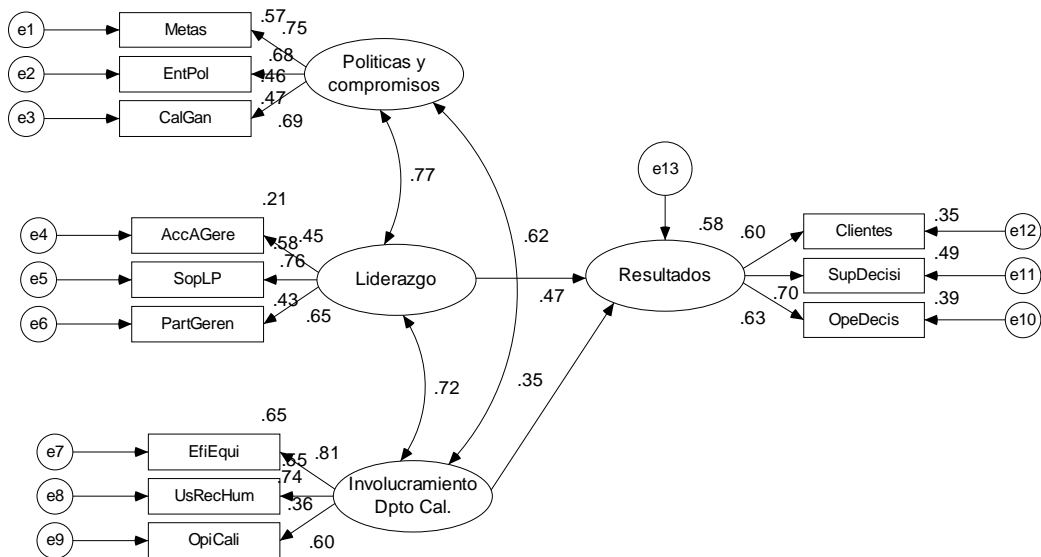 e1
Metas
.57
.75
e2
EntPol
.68
.46
e3
CalGan
.47
.69
Politicas y
compromisos
.77
.62
e13
.21
e4
AccAGere
.45
.58
e5
SopLP
.76
e6
PartGeren
.43
.65
Liderazgo
.47
.58
Resultados
.60
Clientes
.35
e12
SupDecisi
.49
e11
.70
OpeDecis
.39
e10
.63
.72
.35
.65
e7
EfiEqui
.81
.55
e8
UsRecHum
.74
.36
e9
OpiCali
.60
Involucramiento
Dpto Cal.